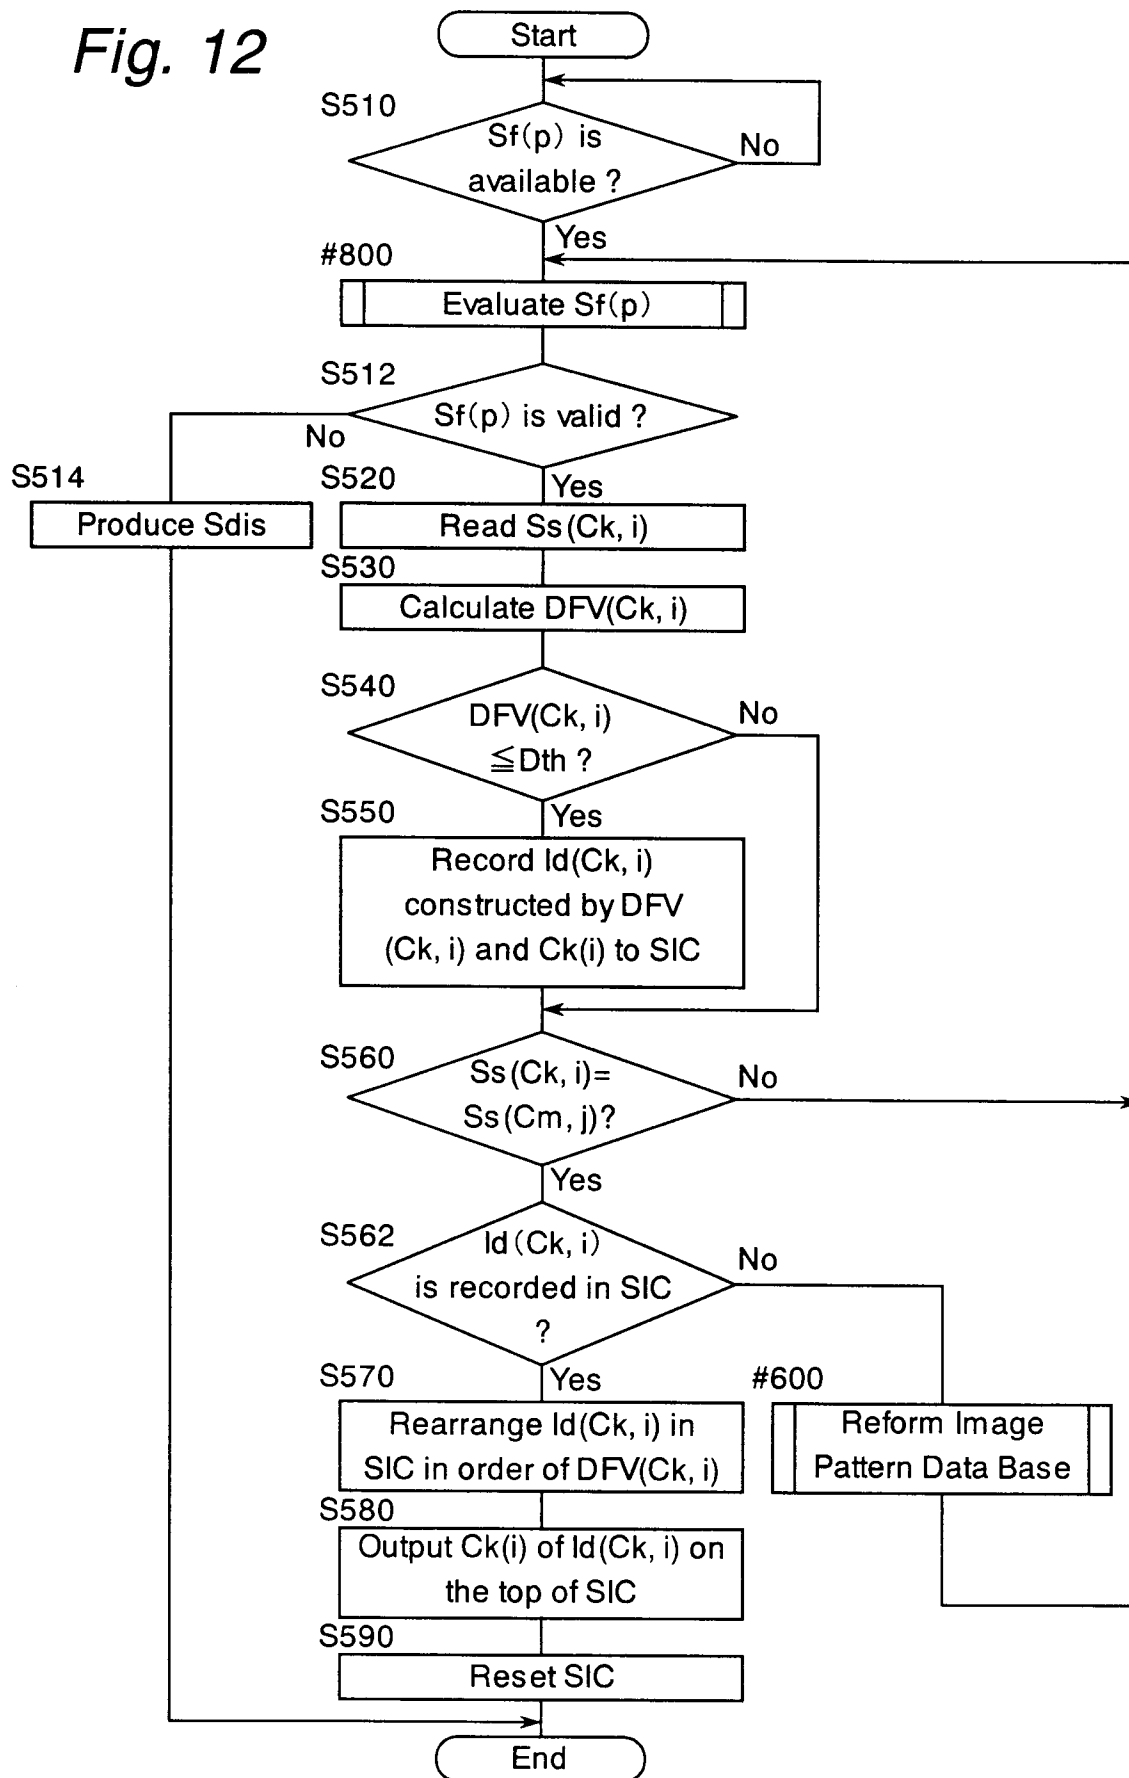 Fig. 12
Start
S510
Sf(p) is
available ?
No
Yes
#800
Evaluate Sf(p)
S512
Sf(p) is valid ?
No
Yes
S514
Produce Sdis
S520
Read Ss(Ck, i)
S530
Calculate DFV(Ck, i)
S540
DFV(Ck, i)
≦Dth ?
No
Yes
S550
Record Id(Ck, i)
constructed by DFV
(Ck, i) and Ck(i) to SIC
S560
Ss(Ck, i)=
Ss(Cm, j)?
No
Yes
S562
Id(Ck, i)
is recorded in SIC
?
No
Yes
S570
Rearrange Id(Ck, i) in
SIC in order of DFV(Ck, i)
#600
Reform Image
Pattern Data Base
S580
Output Ck(i) of Id(Ck, i) on
the top of SIC
S590
Reset SIC
End